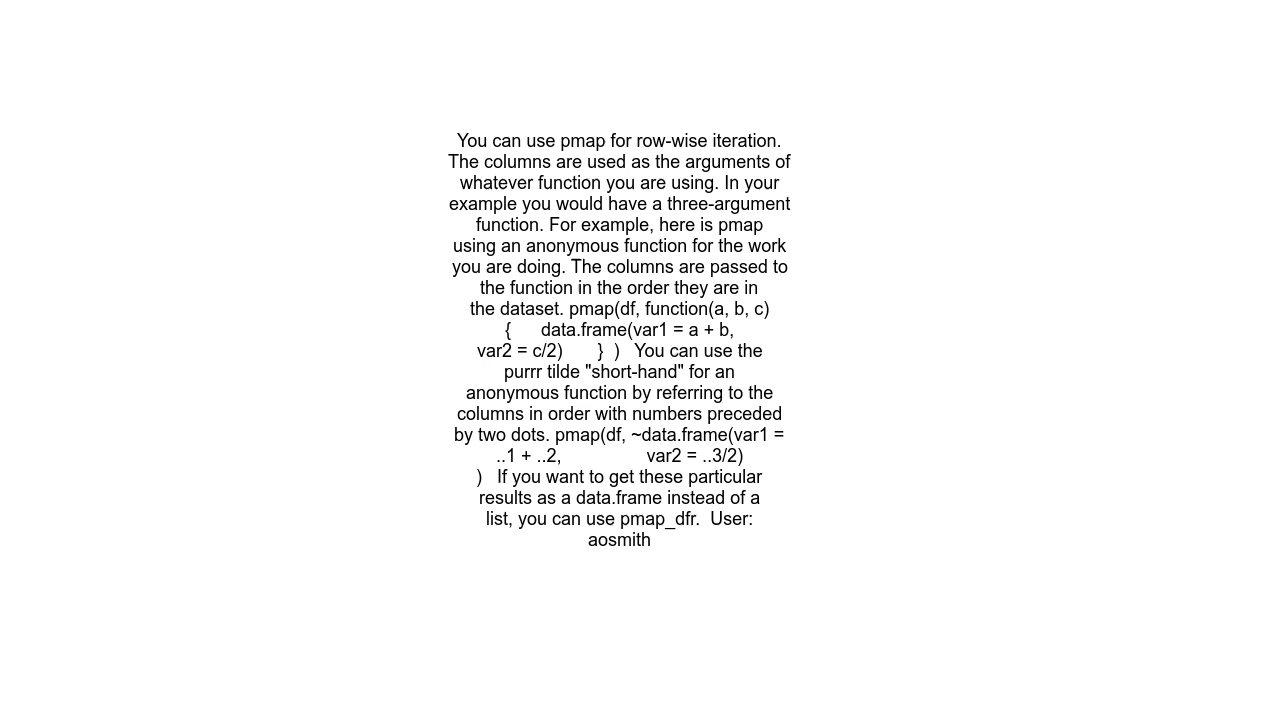 You can use pmap for row-wise iteration.
The columns are used as the arguments of
whatever function you are using. In your
example you would have a three-argument
function. For example, here is pmap
using an anonymous function for the work
you are doing. The columns are passed to
the function in the order they are in
the dataset. pmap(df, function(a, b, c)
{      data.frame(var1 = a + b,
var2 = c/2)       }  )   You can use the
purrr tilde "short-hand" for an
anonymous function by referring to the
columns in order with numbers preceded
by two dots. pmap(df, ~data.frame(var1 =
..1 + ..2,                 var2 = ..3/2)
)   If you want to get these particular
results as a data.frame instead of a
list, you can use pmap_dfr.  User:
aosmith